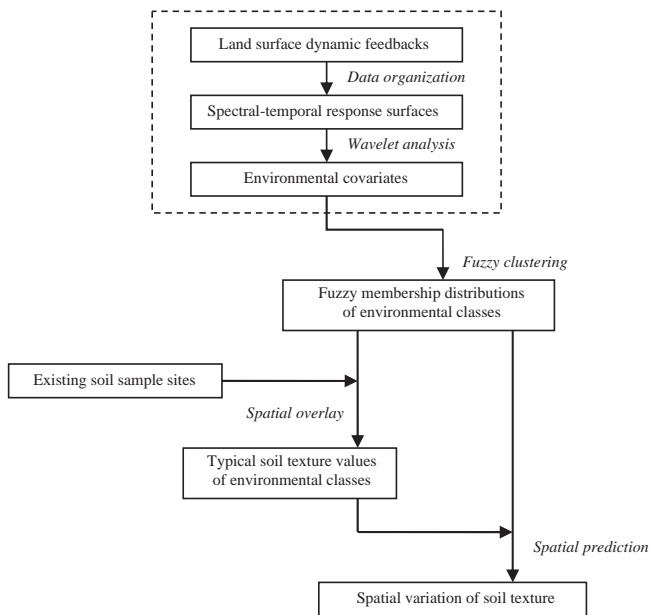 Land surface dynamic feedbacks
Data organization
Spectral-temporal response surfaces
Wavelet analysis
Environmental covariates
Fuzzy clustering
Fuzzy membership distributions
of environmental classes
Existing soil sample sites
Spatial overlay
Typical soil texture values
of environmental classes
Spatial prediction
Spatial variation of soil texture